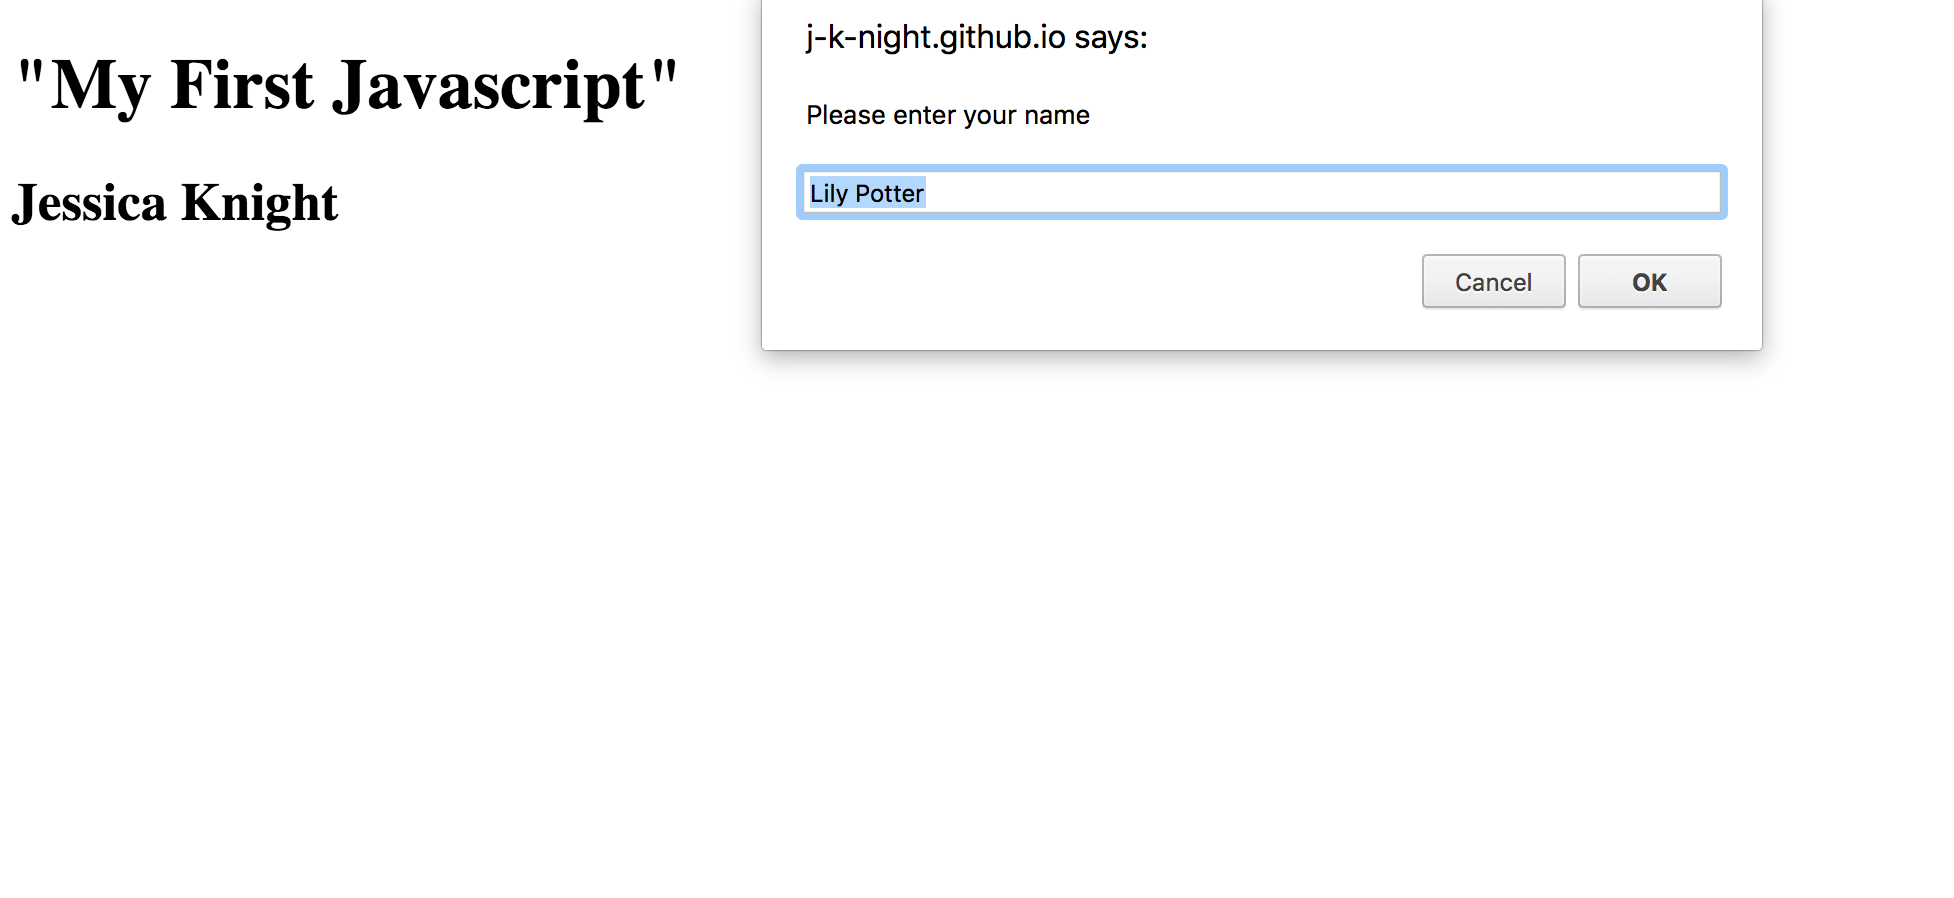 "My First Javascript"
Jessica Knight
j-k-night.github.io says:
Please enter your name
Lily Potter
Cancel OK